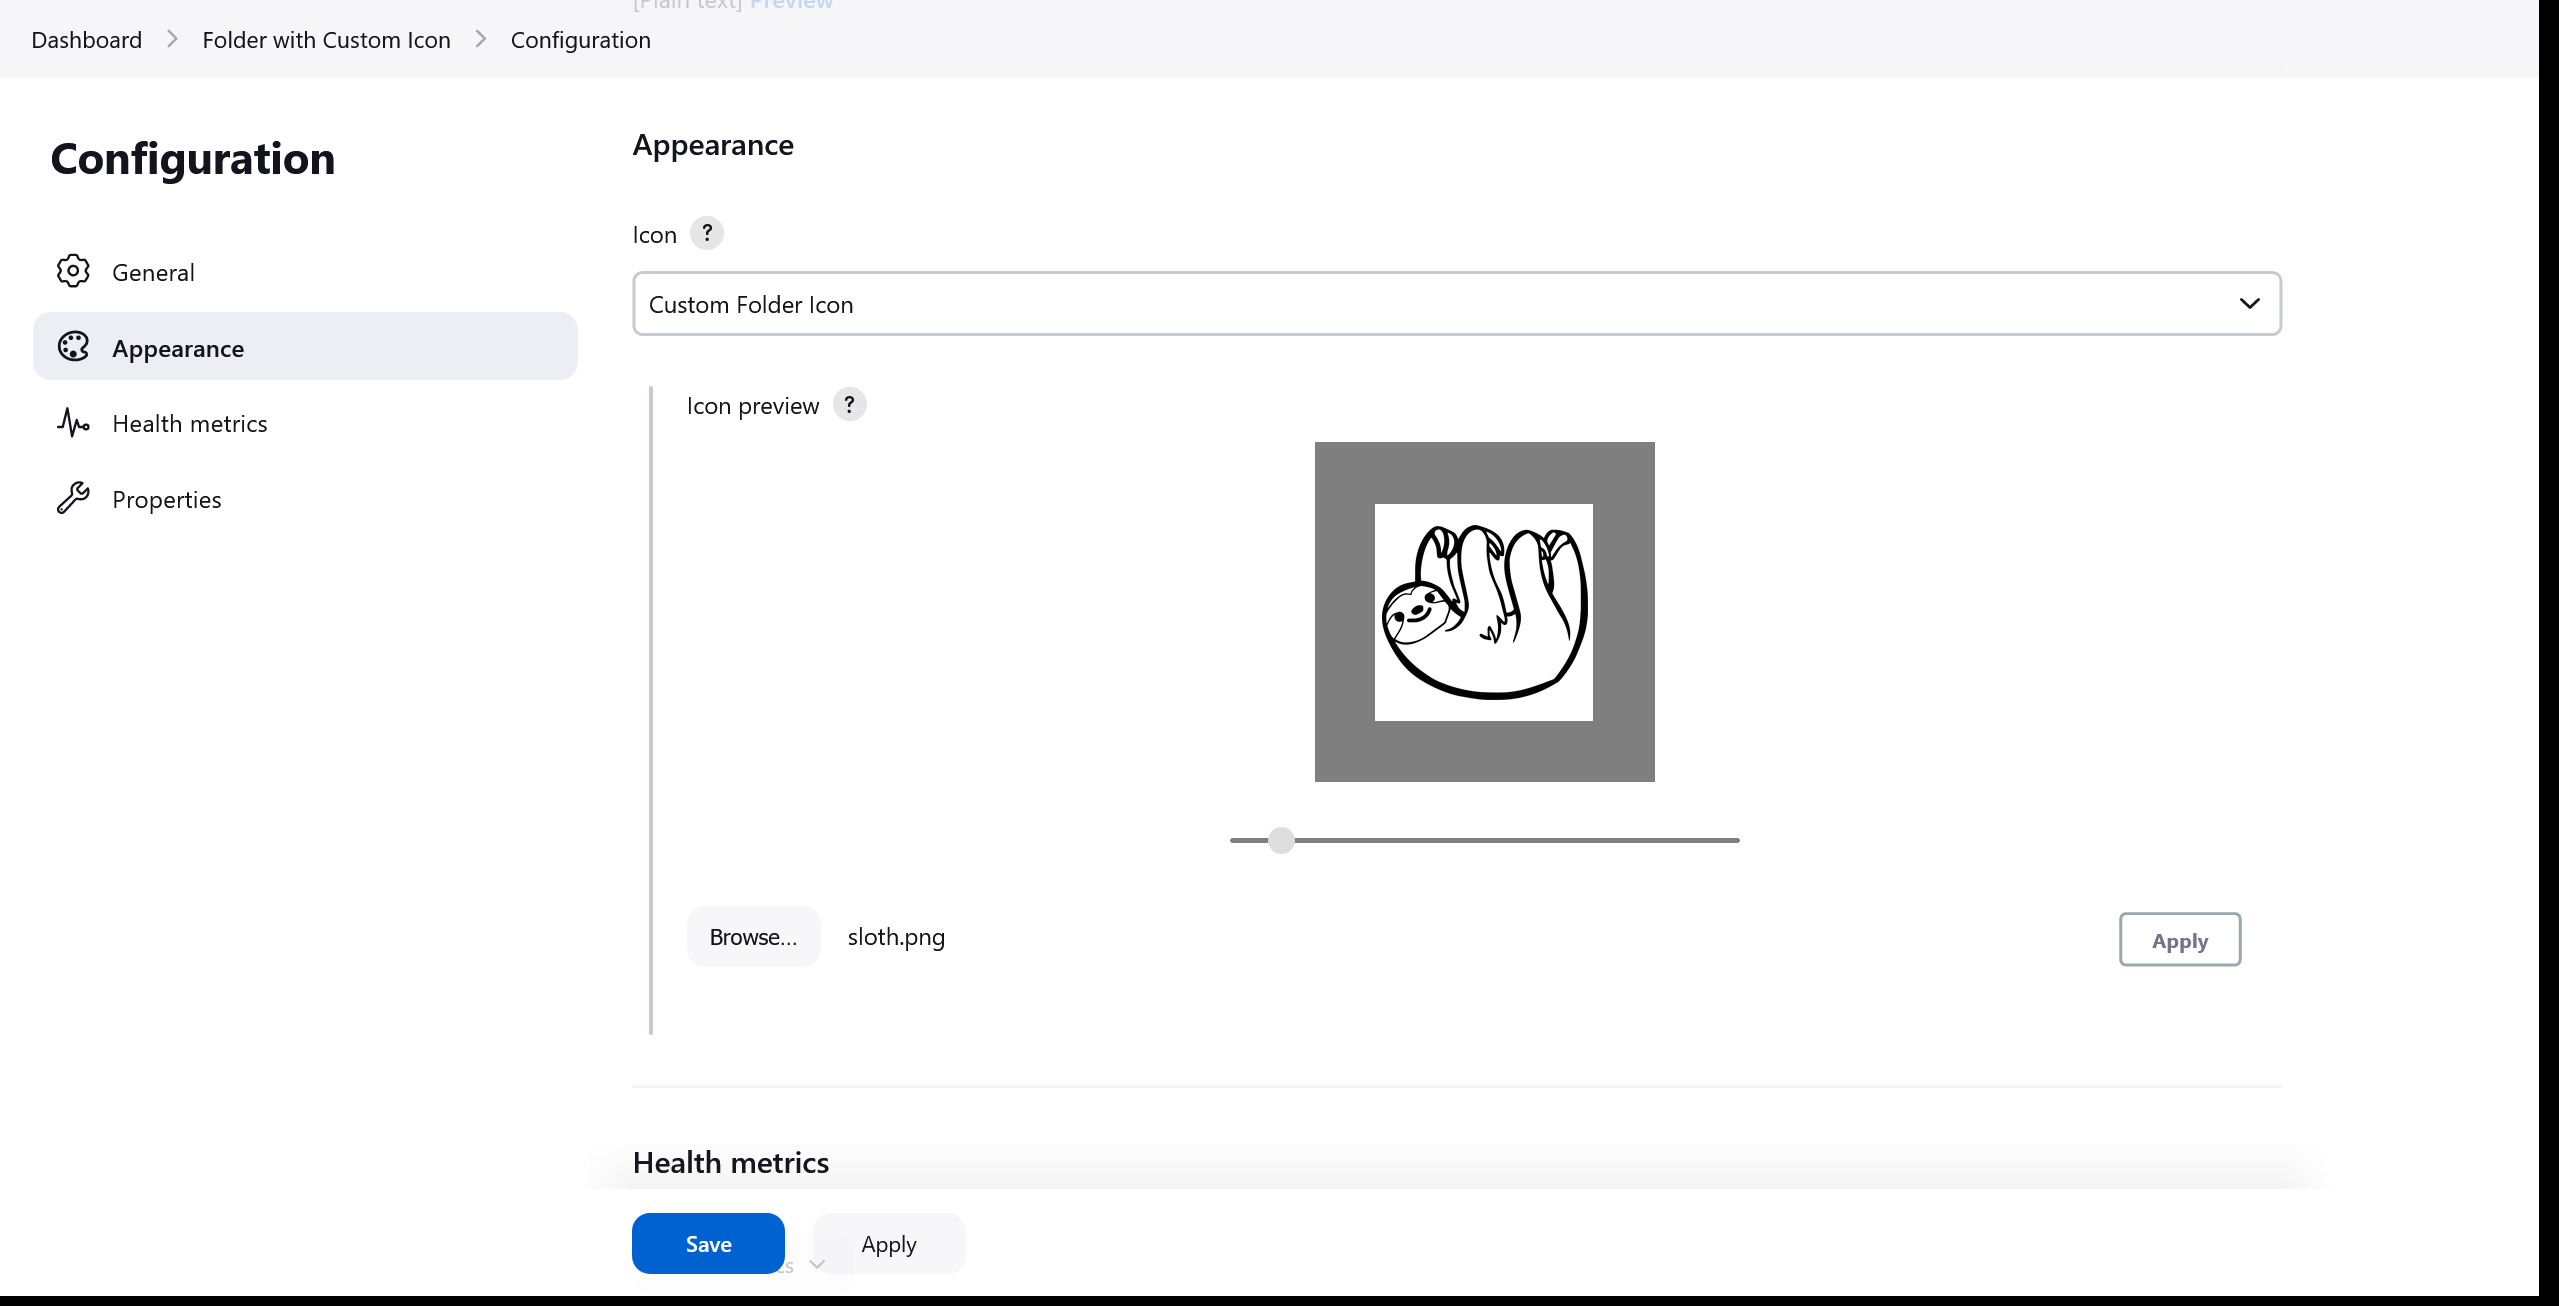 [Plain text] Preview
Dashboard > Folder with Custom Icon > Configuration
Configuration
General
Appearance
Health metrics
Properties
Appearance
Icon ?
Custom Folder Icon
Icon preview ?
Browse... sloth.png
Apply
Health metrics
Save Apply